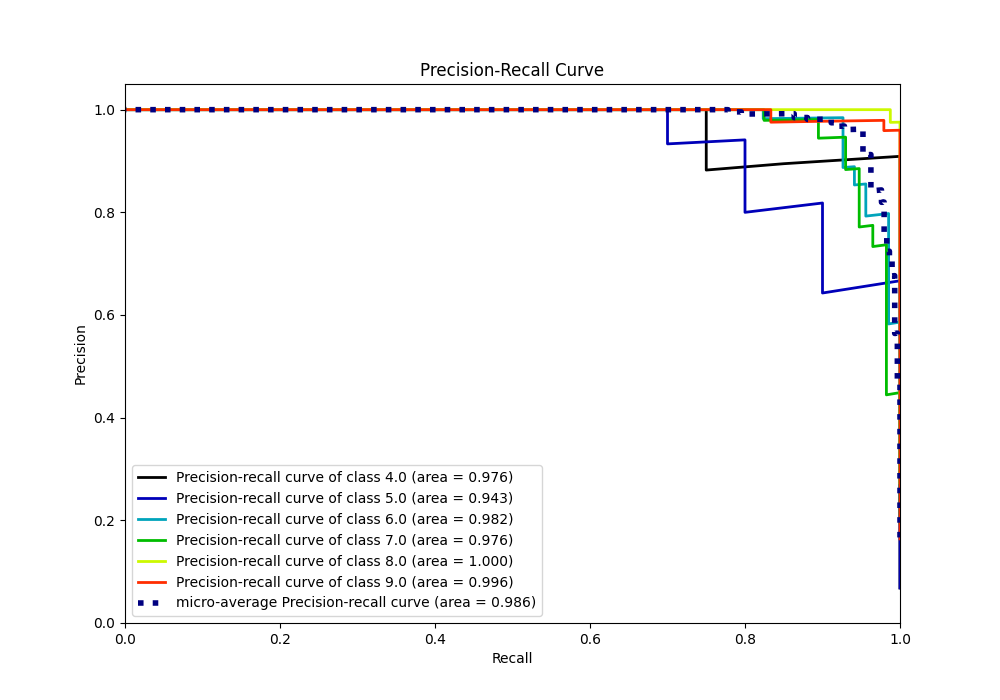 Precision-Recall Curve
1.0
0.8
0.6
0.4
0.2
0.0
Precision
Precision-recall curve of class 4.0 (area = 0.976)
Precision-recall curve of class 5.0 (area = 0.943)
Precision-recall curve of class 6.0 (area = 0.982)
Precision-recall curve of class 7.0 (area = 0.976)
Precision-recall curve of class 8.0 (area = 1.000)
Precision-recall curve of class 9.0 (area = 0.996)
micro-average Precision-recall curve (area = 0.986)
0.0 0.2 0.4 0.6 0.8 1.0
Recall